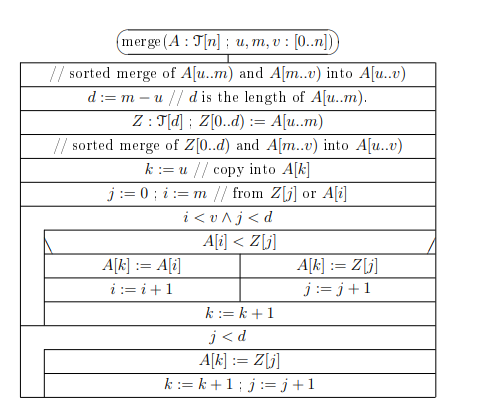 merge(A : 𝒯[n] ; u, m, v : [0..n])
// sorted merge of A[u..m) and A[m..v) into A[u..v)
d := m − u // d is the length of A[u..m).
Z : 𝒯[d] ; Z[0..d) := A[u..m)
// sorted merge of Z[0..d) and A[m..v) into A[u..v)
k := u // copy into A[k]
j := 0 ; i := m // from Z[j] or A[i]
i < v ∧ j < d
A[i] < Z[j]
A[k] := A[i] A[k] := Z[j]
i := i + 1 j := j + 1
k := k + 1
j < d
A[k] := Z[j]
k := k + 1 ; j := j + 1